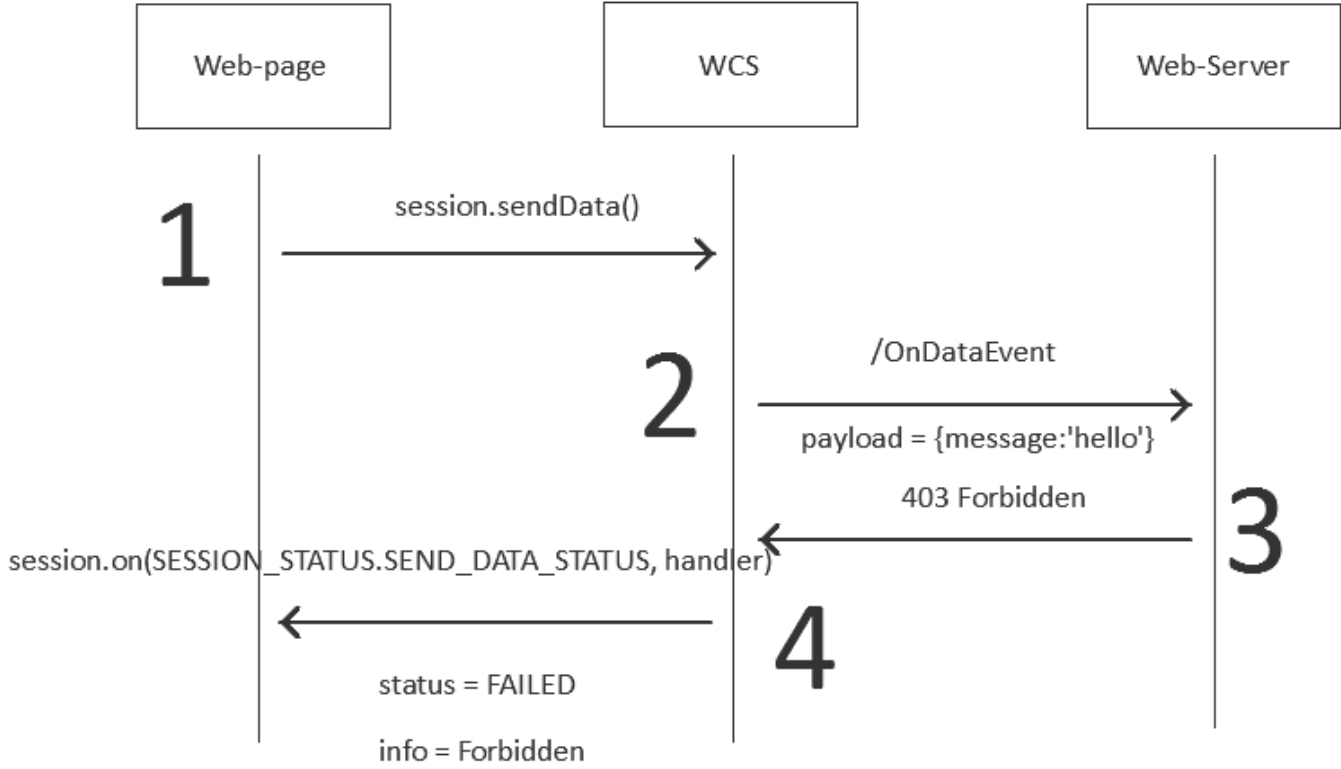 Web-page
WCS
Web-Server
1
session.sendData()
2
/OnDataEvent
payload = {message:'hello'}
403 Forbidden
3
session.on(SESSION_STATUS.SEND_DATA_STATUS, handler)
4
status = FAILED
info = Forbidden